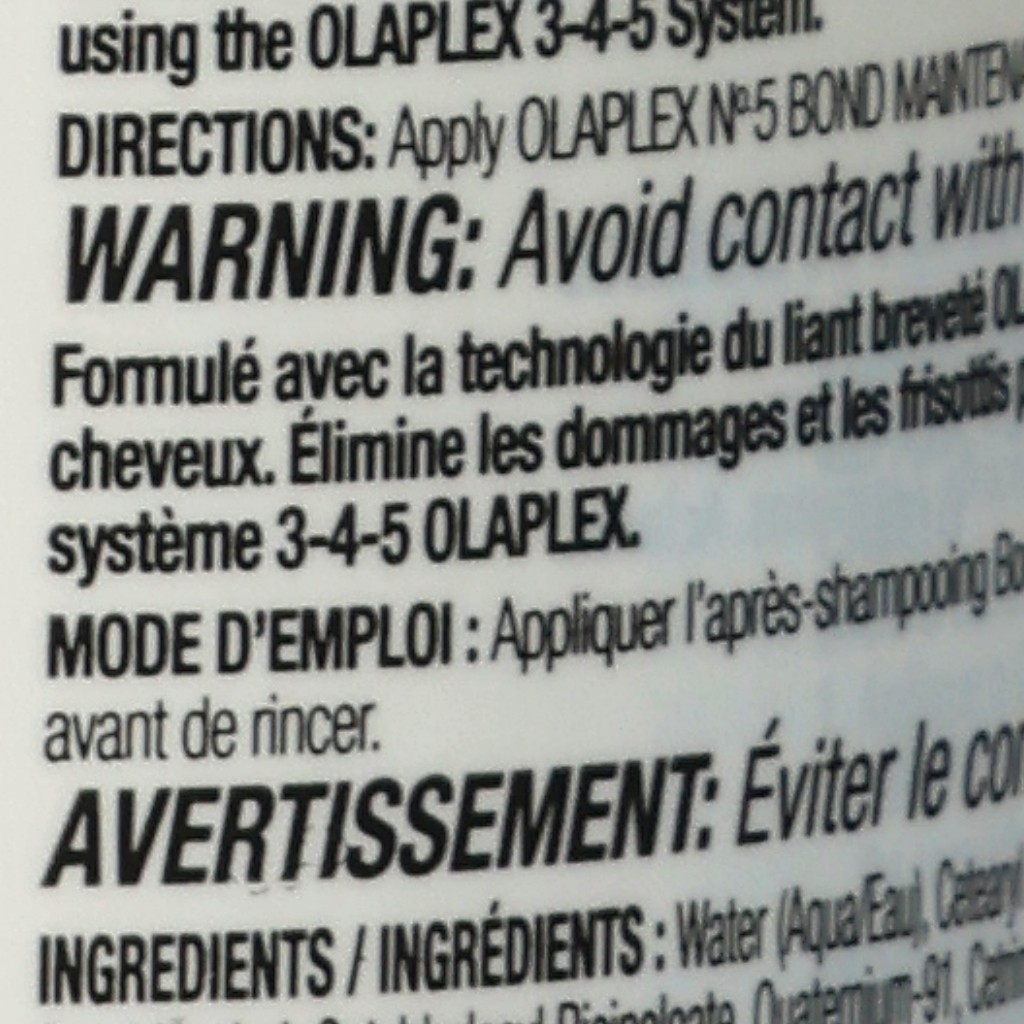 using the OLAPLEX 3-4-5 System.
DIRECTIONS: Apply OLAPLEX Nº5 BOND
WARNING: Avoid contact with
Formulé avec la technologie du liant breveté
cheveux. Élimine les dommages et les frisottis
système 3-4-5 OLAPLEX.
MODE D'EMPLOI : Appliquer l'après-shampooing
avant de rincer.
AVERTISSEMENT: Éviter le
INGREDIENTS / INGRÉDIENTS : Water (Aqua/Eau),
Quaternium-91,